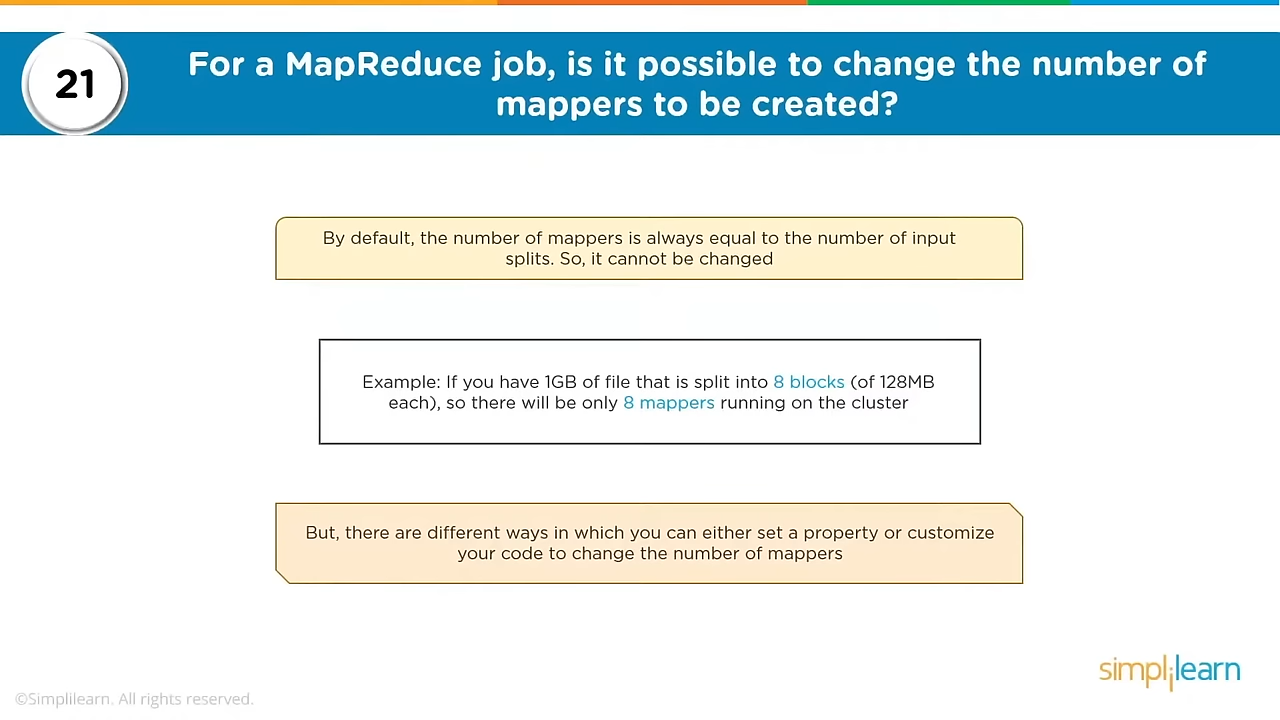 21
For a MapReduce job, is it possible to change the number of
mappers to be created?
By default, the number of mappers is always equal to the number of input
splits. So, it cannot be changed
Example: If you have 1GB of file that is split into 8 blocks (of 128MB
each), so there will be only 8 mappers running on the cluster
But, there are different ways in which you can either set a property or customize
your code to change the number of mappers
simplilearn
©Simplilearn. All rights reserved.